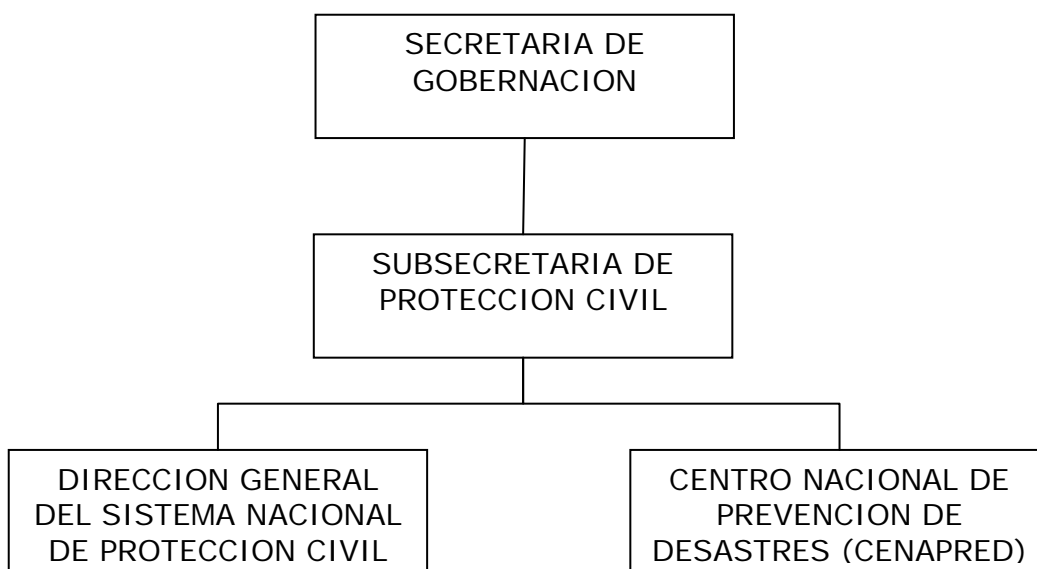 SECRETARIA DE
GOBERNACION
SUBSECRETARIA DE
PROTECCION CIVIL
DIRECCION GENERAL
DEL SISTEMA NACIONAL
DE PROTECCION CIVIL
CENTRO NACIONAL DE
PREVENCION DE
DESASTRES (CENAPRED)